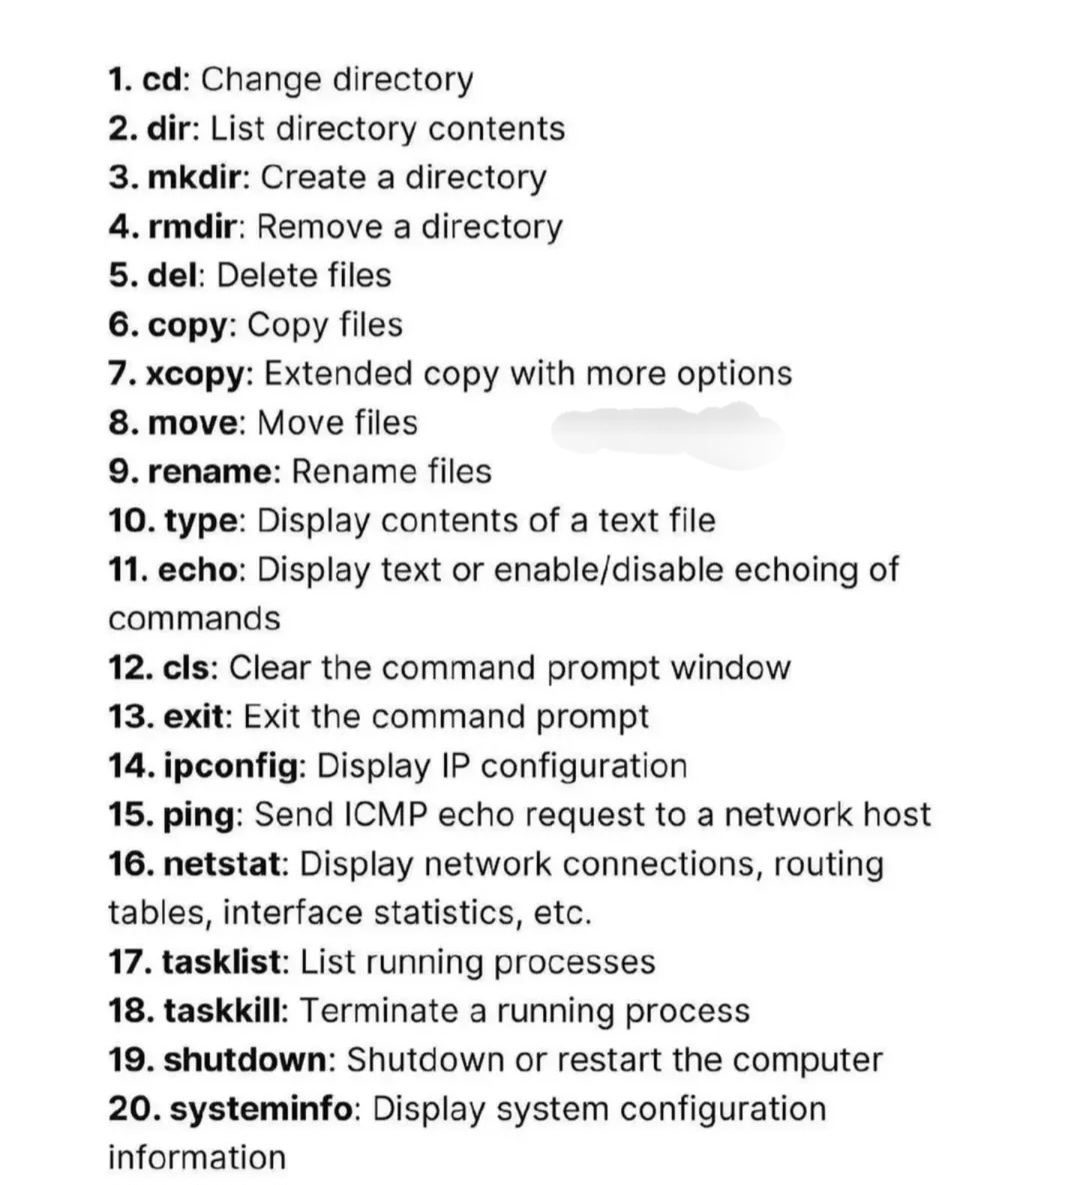 1. cd: Change directory
2. dir: List directory contents
3. mkdir: Create a directory
4. rmdir: Remove a directory
5. del: Delete files
6. copy: Copy files
7. xcopy: Extended copy with more options
8. move: Move files
9. rename: Rename files
10. type: Display contents of a text file
11. echo: Display text or enable/disable echoing of
commands
12. cls: Clear the command prompt window
13. exit: Exit the command prompt
14. ipconfig: Display IP configuration
15. ping: Send ICMP echo request to a network host
16. netstat: Display network connections, routing
tables, interface statistics, etc.
17. tasklist: List running processes
18. taskkill: Terminate a running process
19. shutdown: Shutdown or restart the computer
20. systeminfo: Display system configuration
information